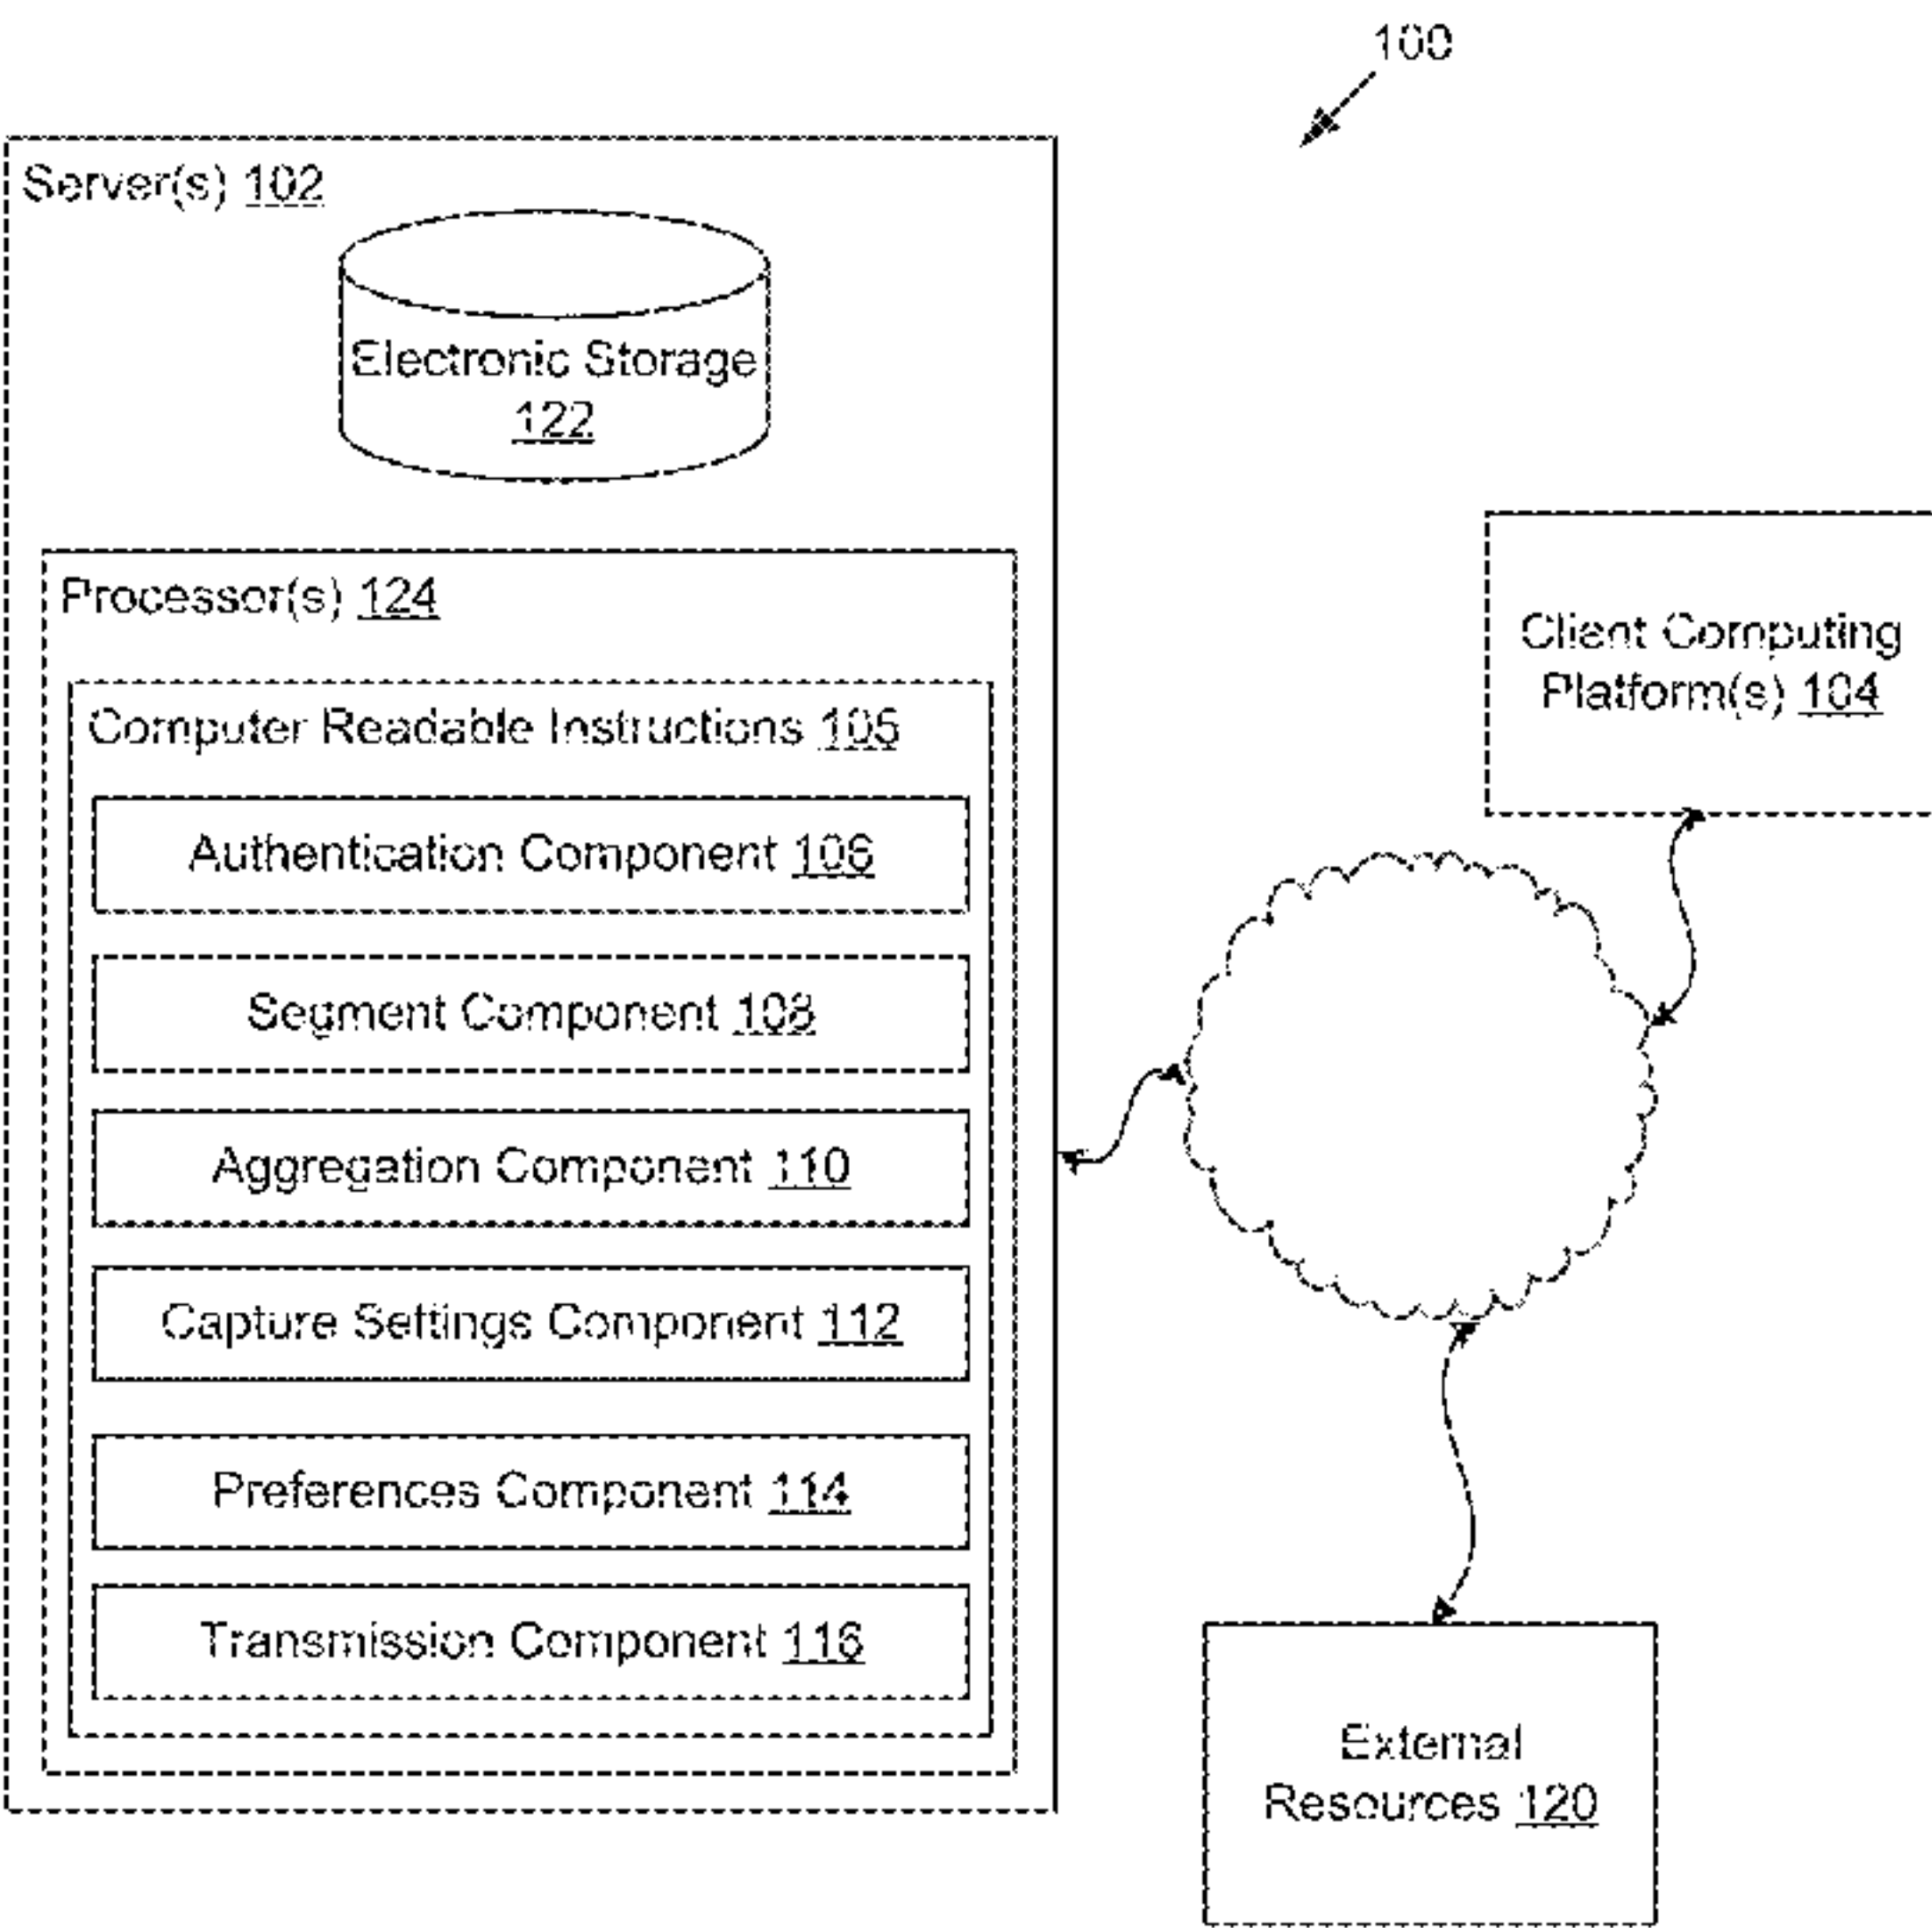 100
Server(s) 102
Electronic Storage
122
Processor(s) 124
Computer Readable Instructions 105
Authentication Component 106
Segment Component 108
Aggregation Component 110
Capture Settings Component 112
Preferences Component 114
Transmission Component 116
Client Computing
Platform(s) 104
External
Resources 120